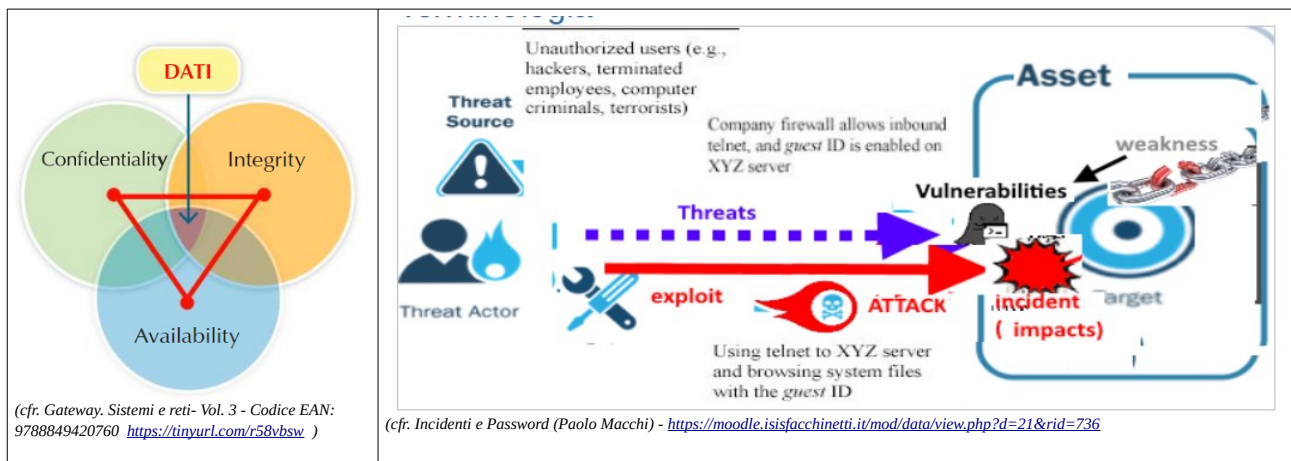 DATI
Confidentiality
Integrity
Availability
(cfr. Gateway. Sistemi e reti- Vol. 3 - Codice EAN:
9788849420760 https://tinyurl.com/r58vbsw )
Unauthorized users (e.g.,
hackers, terminated
employees, computer
criminals, terrorists)
Threat
Source
Company firewall allows inbound
telnet, and guest ID is enabled on
XYZ server
Asset
weakness
Vulnerabilities
Threats
Threat Actor
exploit
ATTACK
incident
( impacts)
arget
Using telnet to XYZ server
and browsing system files
with the guest ID
(cfr. Incidenti e Password (Paolo Macchi) - https://moodle.isisfacchinetti.it/mod/data/view.php?d=21&rid=736